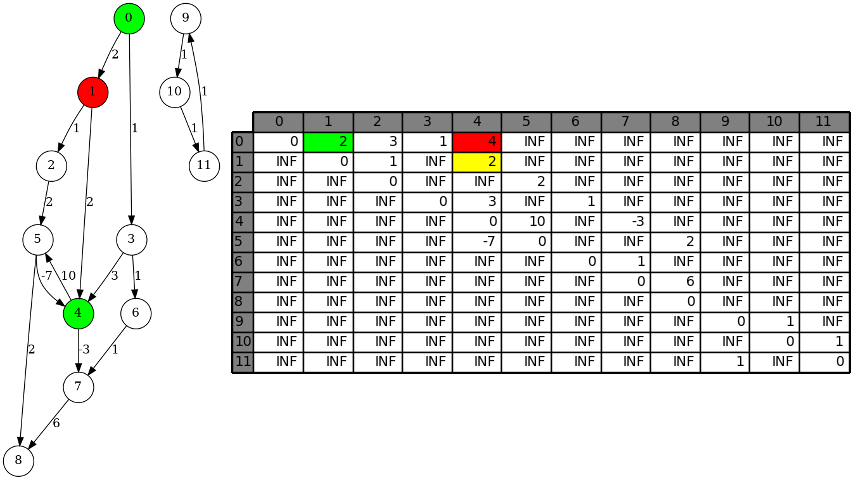 0
9
2
1
1
10
1
1
1
1
11
2
2
2
5
3
-7
10
3
1
4
6
2
-3
1
7
6
8
0 1 2 3 4 5 6 7 8 9 10 11
0 0 2 3 1 4 INF INF INF INF INF INF INF
1 INF 0 1 INF 2 INF INF INF INF INF INF INF
2 INF INF 0 INF INF 2 INF INF INF INF INF INF
3 INF INF INF 0 3 INF 1 INF INF INF INF INF
4 INF INF INF INF 0 10 INF -3 INF INF INF INF
5 INF INF INF INF -7 0 INF INF 2 INF INF INF
6 INF INF INF INF INF INF 0 1 INF INF INF INF
7 INF INF INF INF INF INF INF 0 6 INF INF INF
8 INF INF INF INF INF INF INF INF 0 INF INF INF
9 INF INF INF INF INF INF INF INF INF 0 1 INF
10 INF INF INF INF INF INF INF INF INF INF 0 1
11 INF INF INF INF INF INF INF INF INF 1 INF 0